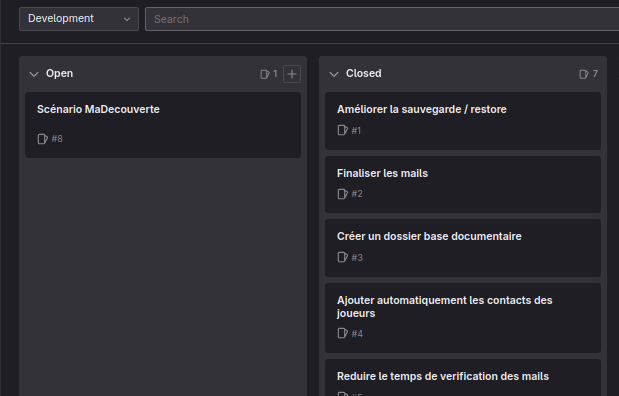 Development
Search
Open
1
Scénario MaDecouverte
#8
Closed
7
Améliorer la sauvegarde / restore
#1
Finaliser les mails
#2
Créer un dossier base documentaire
#3
Ajouter automatiquement les contacts des
joueurs
#4
Reduire le temps de verification des mails